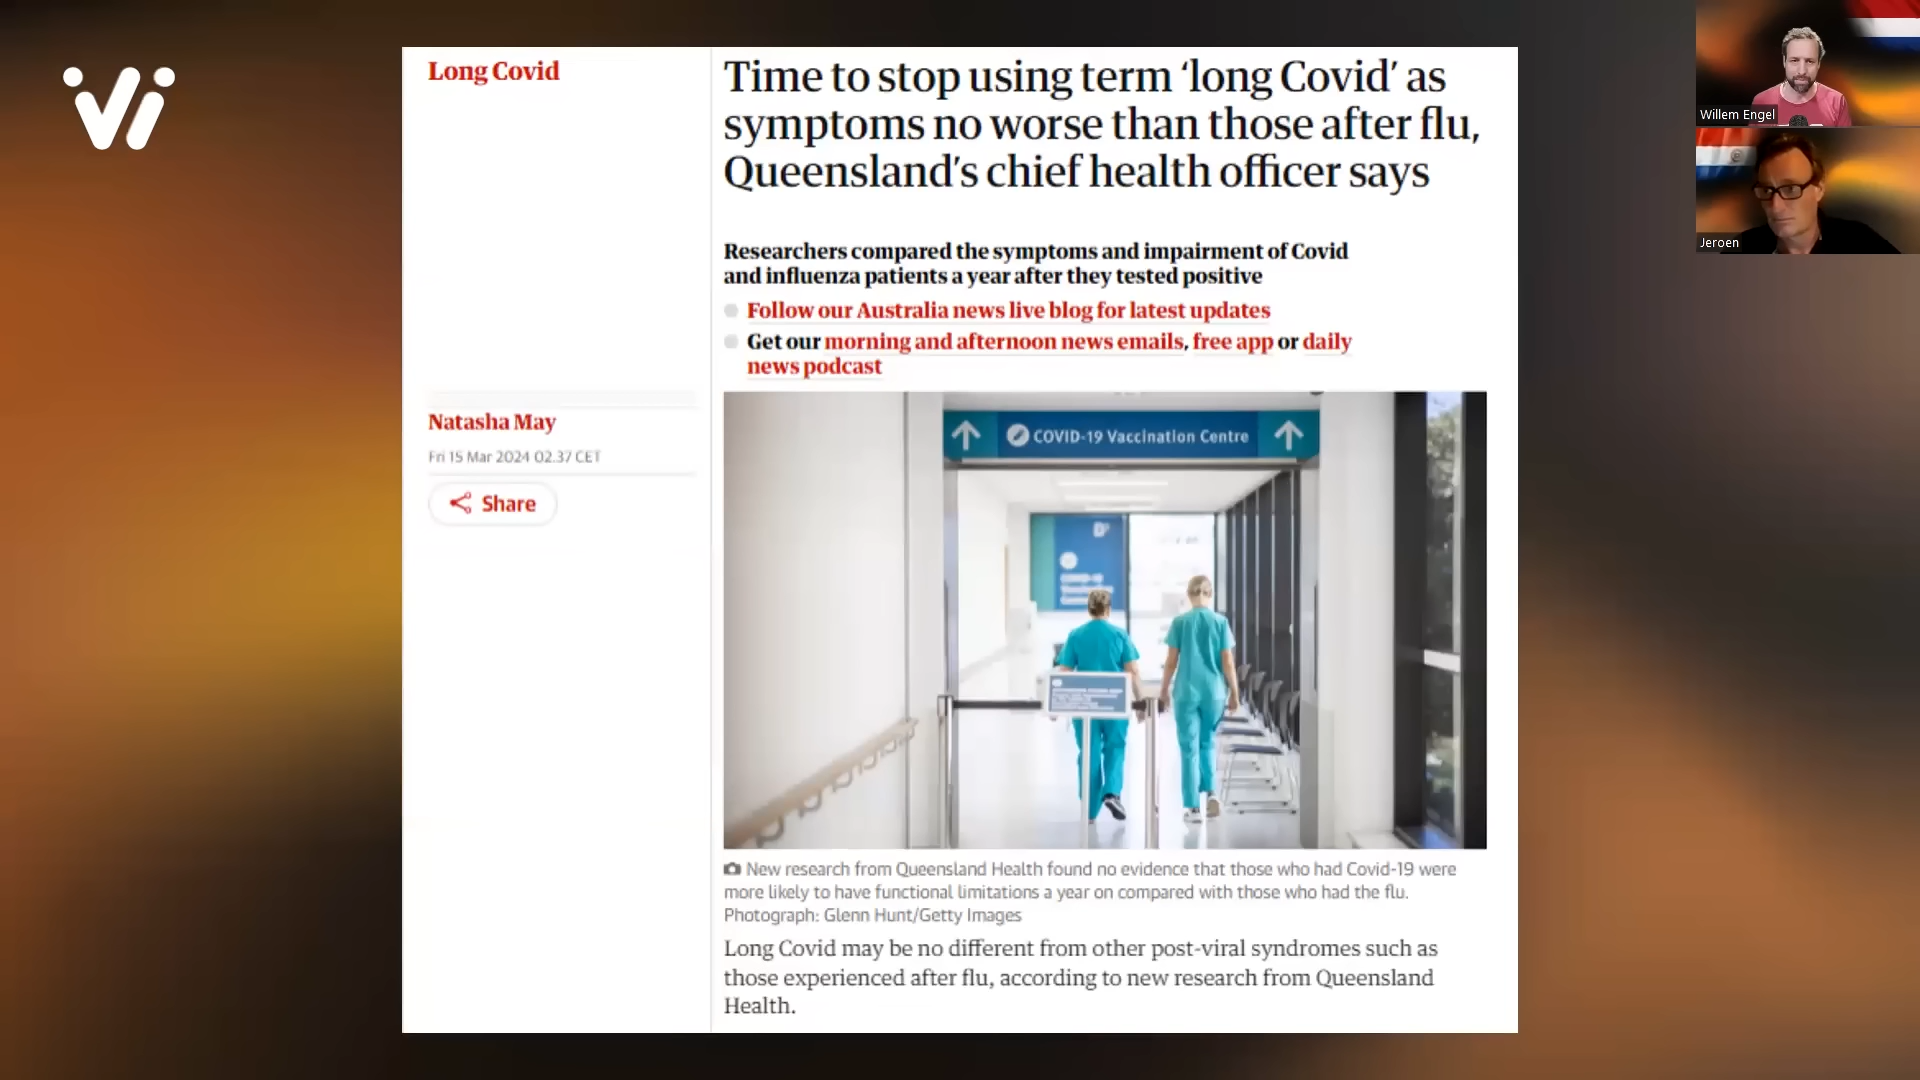 Vi
Long Covid
Time to stop using term ‘long Covid’ as
symptoms no worse than those after flu,
Queensland’s chief health officer says
Researchers compared the symptoms and impairment of Covid
and influenza patients a year after they tested positive
Follow our Australia news live blog for latest updates
Get our morning and afternoon news emails, free app or daily
news podcast
Natasha May
Fri 15 Mar 2024 02.37 CET
Share
COVID-19 Vaccination Centre
New research from Queensland Health found no evidence that those who had Covid-19 were
more likely to have functional limitations a year on compared with those who had the flu.
Photograph: Glenn Hunt/Getty Images
Long Covid may be no different from other post-viral syndromes such as
those experienced after flu, according to new research from Queensland
Health.
Willem Engel
Jeroen